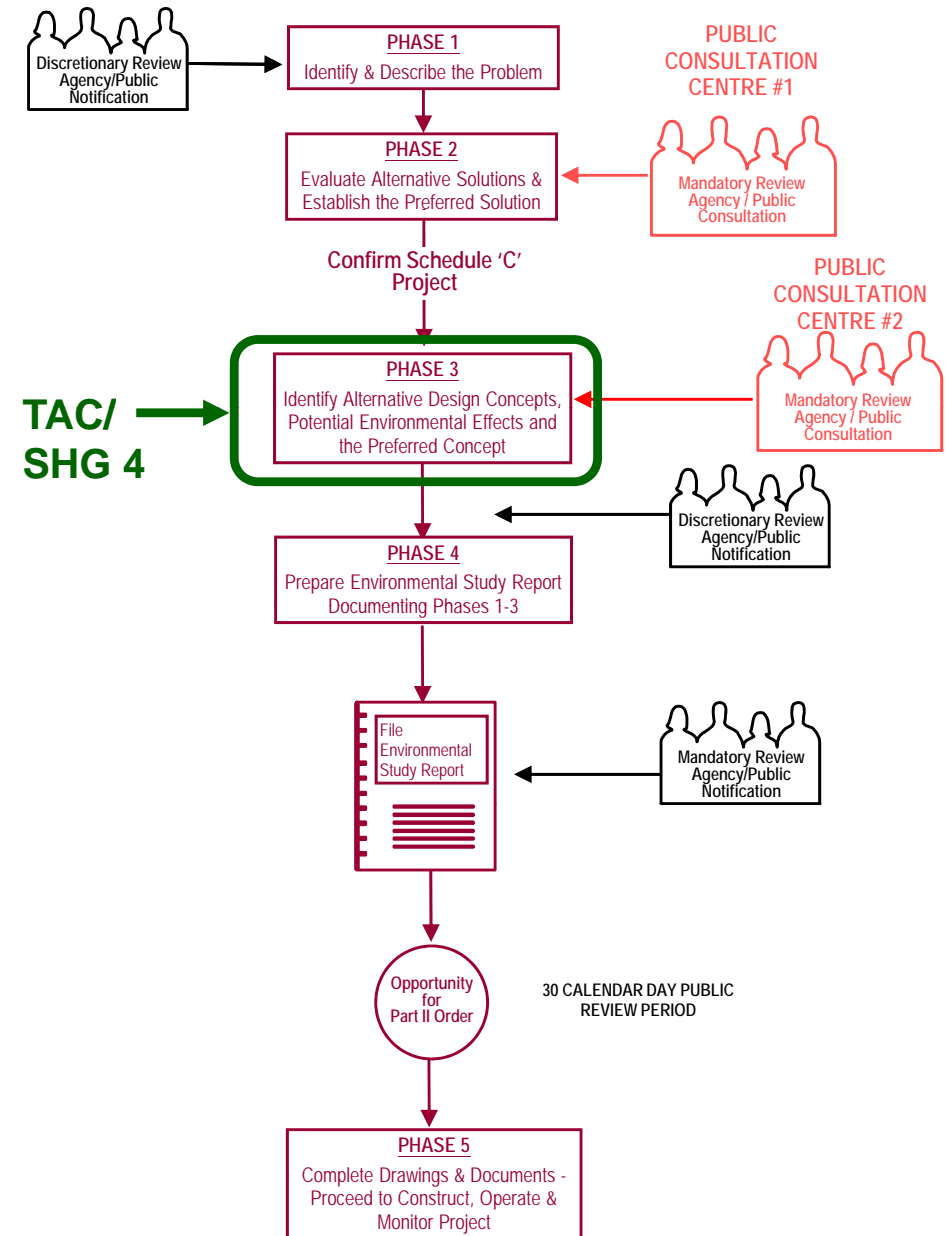 Discretionary Review
Agency/Public
Notification
PHASE 1
Identify & Describe the Problem
PUBLIC
CONSULTATION
CENTRE #1
PHASE 2
Evaluate Alternative Solutions &
Establish the Preferred Solution
Mandatory Review
Agency / Public
Consultation
Confirm Schedule ‘C’
Project
PUBLIC
CONSULTATION
CENTRE #2
TAC/
SHG 4
PHASE 3
Identify Alternative Design Concepts,
Potential Environmental Effects and
the Preferred Concept
Mandatory Review
Agency / Public
Consultation
Discretionary Review
Agency/Public
Notification
PHASE 4
Prepare Environmental Study Report
Documenting Phases 1-3
File
Environmental
Study Report
Mandatory Review
Agency/Public
Notification
Opportunity
for
Part II Order
30 CALENDAR DAY PUBLIC
REVIEW PERIOD
PHASE 5
Complete Drawings & Documents -
Proceed to Construct, Operate &
Monitor Project